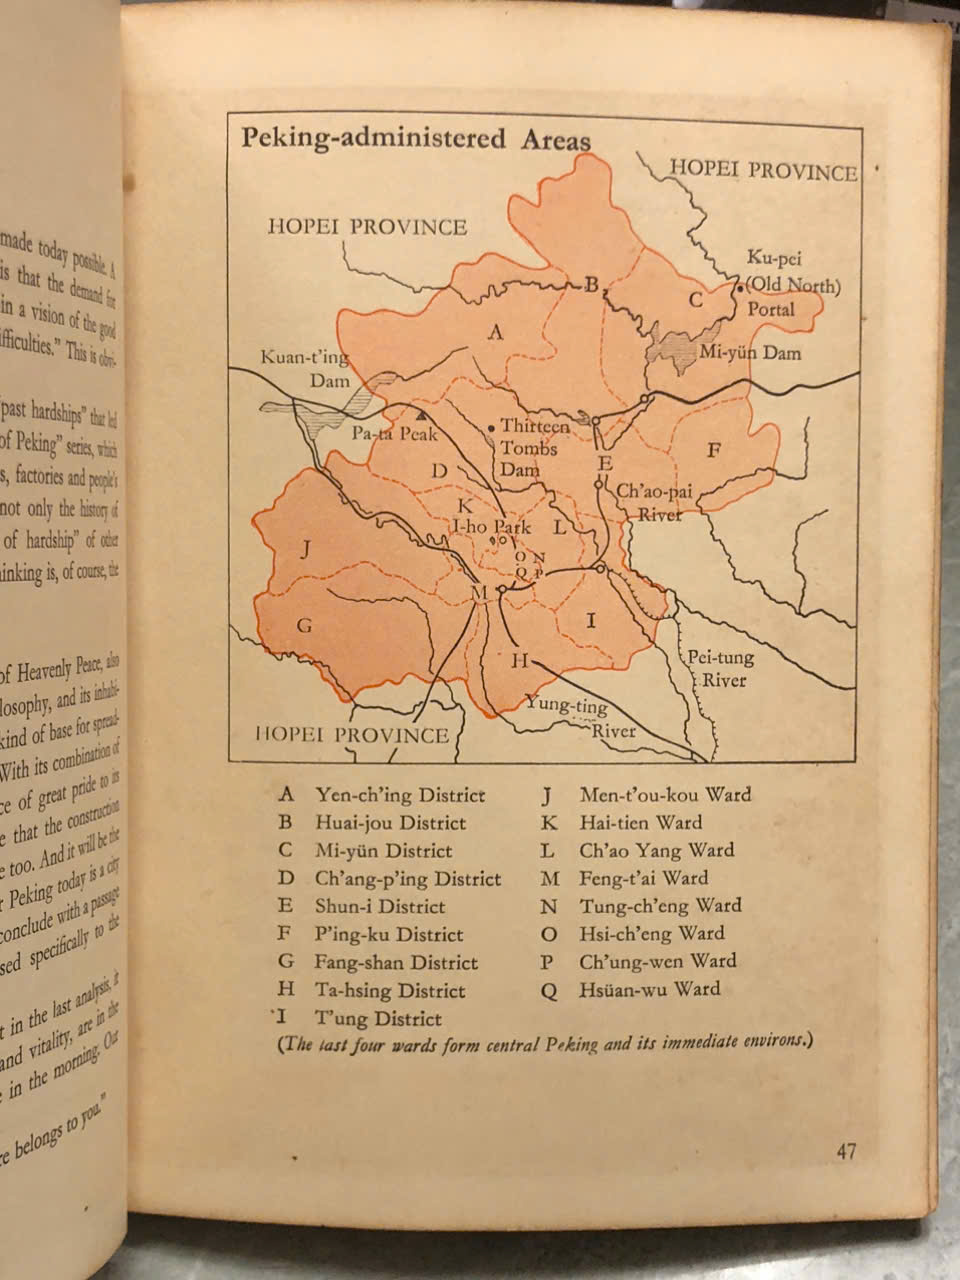 made today possible. A
is that the demand for
in a vision of the good
ifficulties." This is obvi-
past hardships" that led
of Peking" series, which
s, factories and people's
not only the history of
of hardship" of other
inking is, of course, the
of Heavenly Peace, also
losophy, and its inhabi-
kind of base for spread-
With its combination of
ce of great pride to its
e that the construction
e too. And it will be the
r Peking today is a city
conclude with a passage
sed specifically to the
t in the last analysis, it
and vitality, are in the
e in the morning. Our
re belongs to you."
Peking-administered Areas
HOPEI PROVINCE
HOPEI PROVINCE
Ku-pei
(Old North)
Portal
B
C
A
Mi-yün Dam
Kuan-t'ing
Dam
Pa-ta Peak
Thirteen
Tombs
Dam
F
D
E
Ch'ao-pai
River
K
I-ho Park
L
J
O N
Q P
M
G
I
H
Pei-tung
River
Yung-ting
River
HOPEI PROVINCE
A Yen-ch'ing District
B Huai-jou District
C Mi-yün District
D Ch'ang-p'ing District
E Shun-i District
F P'ing-ku District
G Fang-shan District
H Ta-hsing District
I T'ung District
J Men-t'ou-kou Ward
K Hai-tien Ward
L Ch'ao Yang Ward
M Feng-t'ai Ward
N Tung-ch'eng Ward
O Hsi-ch'eng Ward
P Ch'ung-wen Ward
Q Hsüan-wu Ward
(The last four wards form central Peking and its immediate environs.)
47